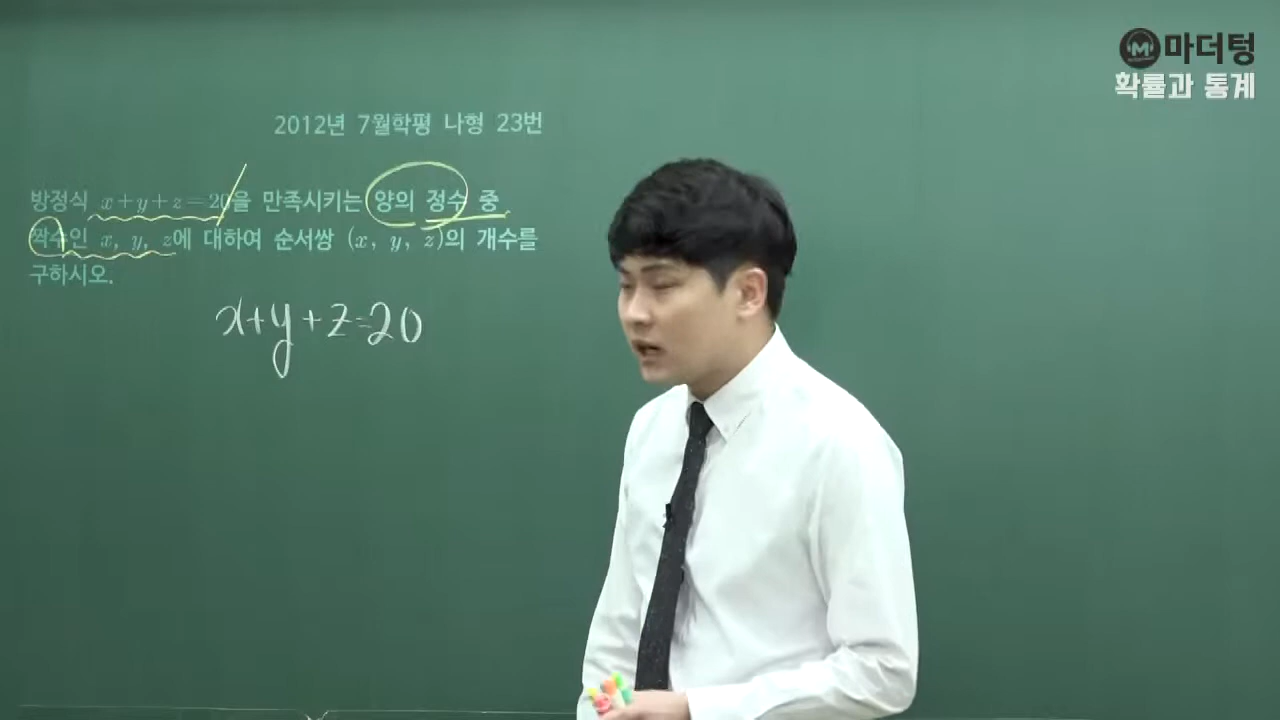 마더텅
확률과 통계
2012년 7월학평 나형 23번
방정식 x+y+z=20을 만족시키는 양의 정수 중
짝수인 x, y, z에 대하여 순서쌍 (x, y, z)의 개수를
구하시오.
x+y+z=20